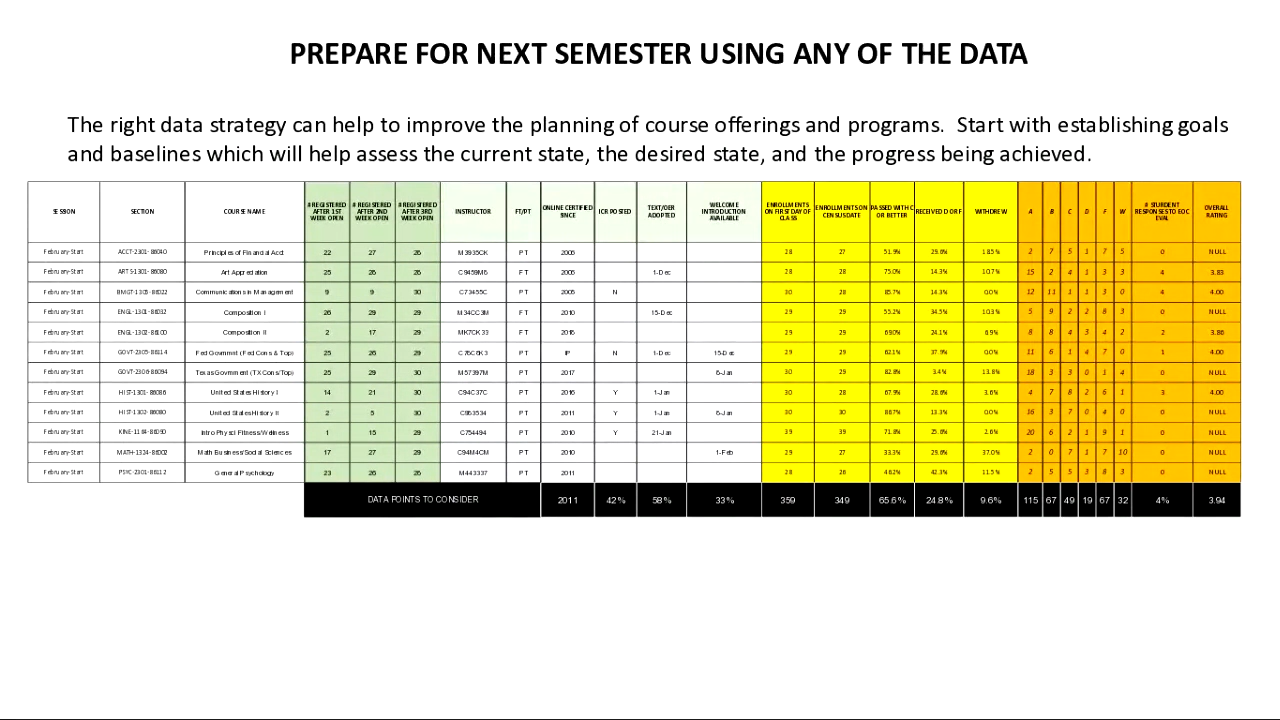 PREPARE FOR NEXT SEMESTER USING ANY OF THE DATA
The right data strategy can help to improve the planning of course offerings and programs. Start with establishing goals
and baselines which will help assess the current state, the desired state, and the progress being achieved.
SESSION SECTION COURSE NAME # REGISTERED AFTER 1ST WEEK OPEN # REGISTERED AFTER 2ND WEEK OPEN # REGISTERED AFTER 3RD WEEK OPEN INSTRUCTOR FT/PT ONLINE CERTIFIED SINCE ICR POSTED TEXT/OER ADOPTED WELCOME INTRODUCTION AVAILABLE ENROLLMENTS ON FIRST DAY OF CLASS ENROLLMENTS ON CENSUS DATE PASSED WITH C OR BETTER RECEIVED D OR F WITHDREW A B C D F W # STURDENT RESPONSES TO EOC EVAL OVERALL RATING
February-Start ACCT-2301-86040 Principles of Financial Acct 22 27 26 M3935CK PT 2005 28 27 51.9% 29.6% 18.5% 2 7 5 1 7 5 0 NULL
February-Start ARTS-1301-86080 Art Appreciation 25 26 26 C9459M6 FT 2005 1-Dec 28 28 75.0% 14.3% 10.7% 15 2 4 1 3 3 4 3.83
February-Start BMGT-1305-86022 Communications in Management 9 9 30 C73455C PT 2005 N 30 28 85.7% 14.3% 0.0% 12 11 1 1 3 0 4 4.00
February-Start ENGL-1301-86032 Composition I 26 29 29 M34CC3M FT 2010 15-Dec 29 29 55.2% 34.5% 10.3% 5 9 2 2 8 3 0 NULL
February-Start ENGL-1302-86100 Composition II 2 17 29 MK7CK33 FT 2016 29 29 69.0% 24.1% 6.9% 8 8 4 3 4 2 2 3.86
February-Start GOVT-2305-86114 Fed Govrnmnt (Fed Cons & Top) 25 26 29 C76C6K3 PT IP N 1-Dec 15-Dec 29 29 62.1% 37.9% 0.0% 11 6 1 4 7 0 1 4.00
February-Start GOVT-2306-86094 Texas Govrnment (TX Cons/Top) 25 29 30 M57397M PT 2017 6-Jan 30 29 82.8% 3.4% 13.8% 18 3 3 0 1 4 0 NULL
February-Start HIST-1301-86086 United States History I 14 21 30 C94C37C PT 2016 Y 1-Jan 30 28 67.9% 28.6% 3.6% 4 7 8 2 6 1 3 4.00
February-Start HIST-1302-86080 United States History II 2 5 30 C863534 PT 2011 Y 1-Jan 6-Jan 30 30 86.7% 13.3% 0.0% 16 3 7 0 4 0 0 NULL
February-Start KINE-1164-86030 Intro Physcl Fitness/Wellness 1 15 29 C754494 PT 2010 Y 21-Jan 39 39 71.8% 25.6% 2.6% 20 6 2 1 9 1 0 NULL
February-Start MATH-1324-86002 Math Business/Social Sciences 17 27 29 C94M4CM PT 2010 1-Feb 29 27 33.3% 29.6% 37.0% 2 0 7 1 7 10 0 NULL
February-Start PSYC-2301-86112 General Psychology 23 26 26 M443337 PT 2011 28 26 46.2% 42.3% 11.5% 2 5 5 3 8 3 0 NULL
DATA POINTS TO CONSIDER 2011 42% 58% 33% 359 349 65.6% 24.8% 9.6% 115 67 49 19 67 32 4% 3.94